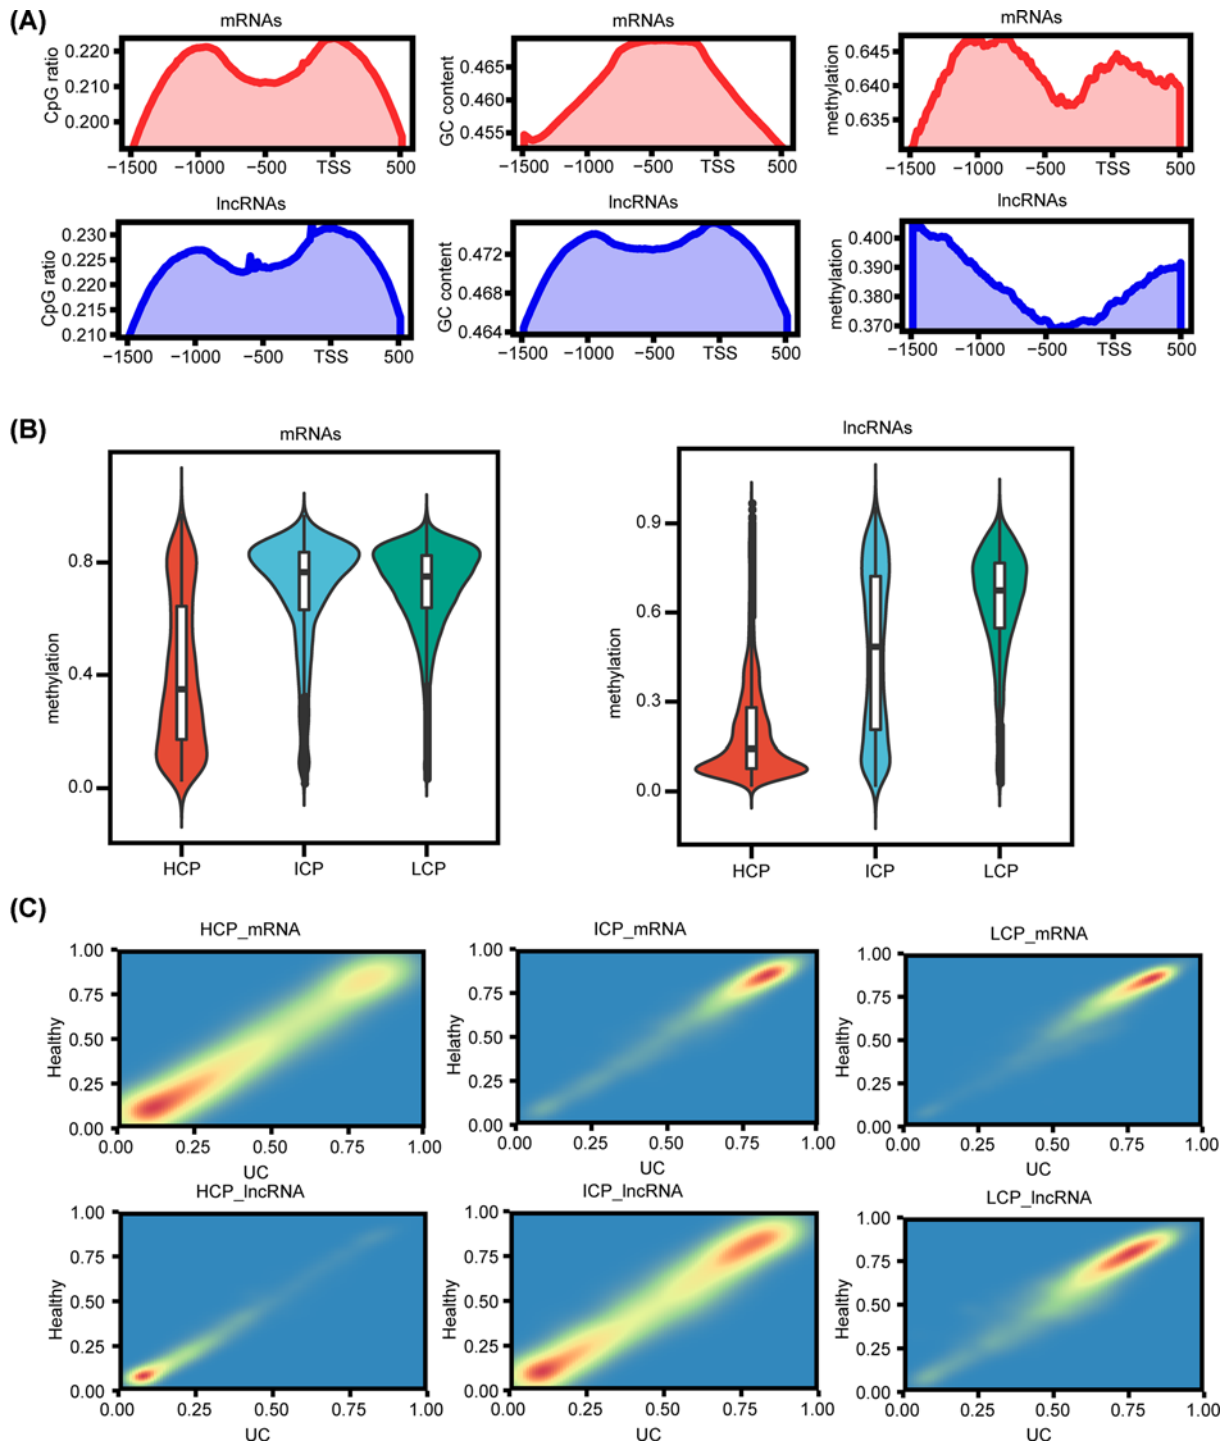 (A)
mRNAs
mRNAs
mRNAs
CpG ratio
0.220
0.210
0.200
−1500 −1000 −500 TSS 500
GC content
0.465
0.460
0.455
−1500 −1000 −500 TSS 500
methylation
0.645
0.640
0.635
−1500 −1000 −500 TSS 500
lncRNAs
lncRNAs
lncRNAs
CpG ratio
0.230
0.225
0.220
0.215
0.210
−1500 −1000 −500 TSS 500
GC content
0.472
0.468
0.464
−1500 −1000 −500 TSS 500
methylation
0.400
0.390
0.380
0.370
−1500 −1000 −500 TSS 500
(B)
mRNAs
methylation
0.8
0.4
0.0
HCP ICP LCP
lncRNAs
methylation
0.9
0.6
0.3
0.0
HCP ICP LCP
(C)
HCP_mRNA
Healthy
1.00
0.75
0.50
0.25
0.00
0.00 0.25 0.50 0.75 1.00
UC
ICP_mRNA
Helathy
1.00
0.75
0.50
0.25
0.00
0.00 0.25 0.50 0.75 1.00
UC
LCP_mRNA
Healthy
1.00
0.75
0.50
0.25
0.00
0.00 0.25 0.50 0.75 1.00
UC
HCP_lncRNA
Healthy
1.00
0.75
0.50
0.25
0.00
0.00 0.25 0.50 0.75 1.00
UC
ICP_lncRNA
Healthy
1.00
0.75
0.50
0.25
0.00
0.00 0.25 0.50 0.75 1.00
UC
LCP_lncRNA
Healthy
1.00
0.75
0.50
0.25
0.00
0.00 0.25 0.50 0.75 1.00
UC